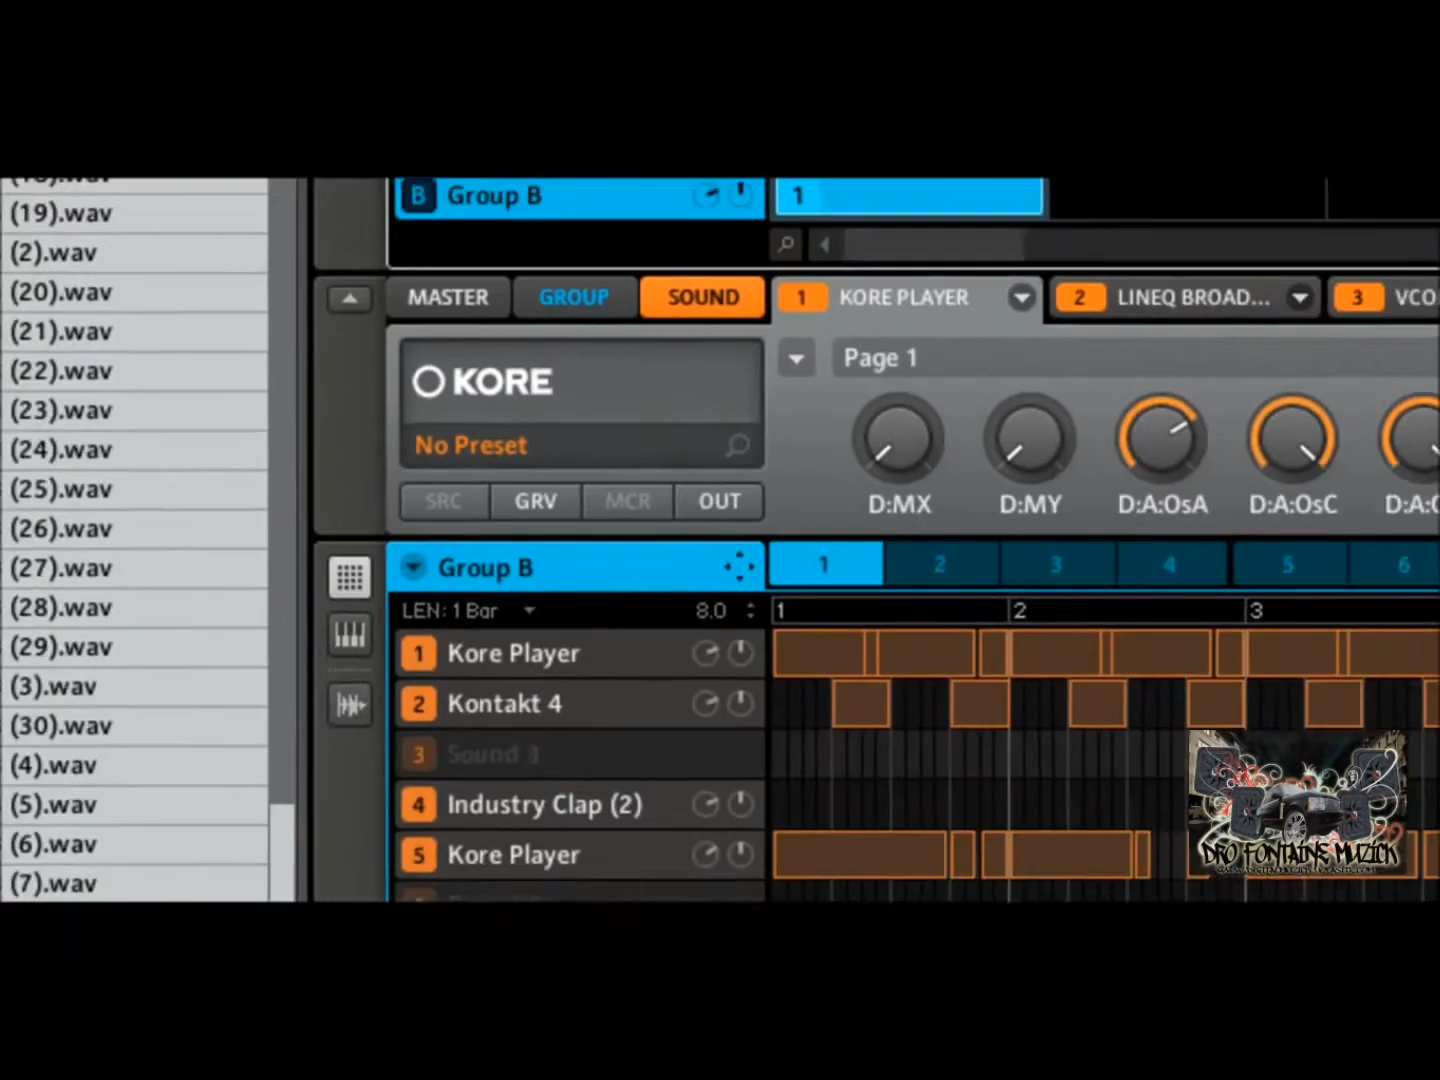 (19).wav
(2).wav
(20).wav
(21).wav
(22).wav
(23).wav
(24).wav
(25).wav
(26).wav
(27).wav
(28).wav
(29).wav
(3).wav
(30).wav
(4).wav
(5).wav
(6).wav
(7).wav
B Group B
1
MASTER GROUP SOUND
1 KORE PLAYER 2 LINEQ BROAD... 3 VCO
KORE
No Preset
SRC GRV MCR OUT
Page 1
D:MX D:MY D:A:OsA D:A:OsC
Group B
1 2 3 4 5 6
LEN: 1 Bar 8.0
1 2 3
1 Kore Player
2 Kontakt 4
3 Sound 3
4 Industry Clap (2)
5 Kore Player
DRO FONTAINE MUZICK